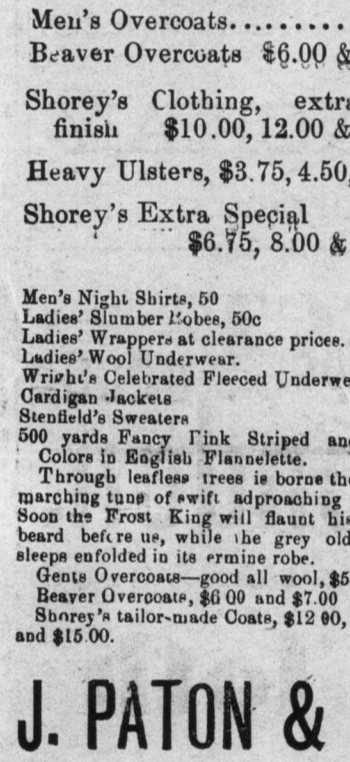 Men's Overcoats..........
Beaver Overcoats $6.00 &
Shorey's Clothing, extra
finish $10.00, 12.00 &
Heavy Ulsters, $3.75, 4.50,
Shorey's Extra Special
$6.75, 8.00 &
Men's Night Shirts, 50
Ladies' Slumber Robes, 50c
Ladies' Wrappers at clearance prices.
Ladies' Wool Underwear.
Wright's Celebrated Fleeced Underwe
Cardigan Jackets
Stenfield's Sweaters
500 yards Fancy Pink Striped and
Colors in English Flannelette.
Through leafless trees is borne the
marching tune of swift adproaching
Soon the Frost King will flaunt his
beard before us, while the grey old
sleeps enfolded in its ermine robe.
Gents Overcoats—good all wool, $5
Beaver Overcoats, $6 00 and $7.00
Shorey's tailor-made Coats, $12 00,
and $15.00.
J. PATON &